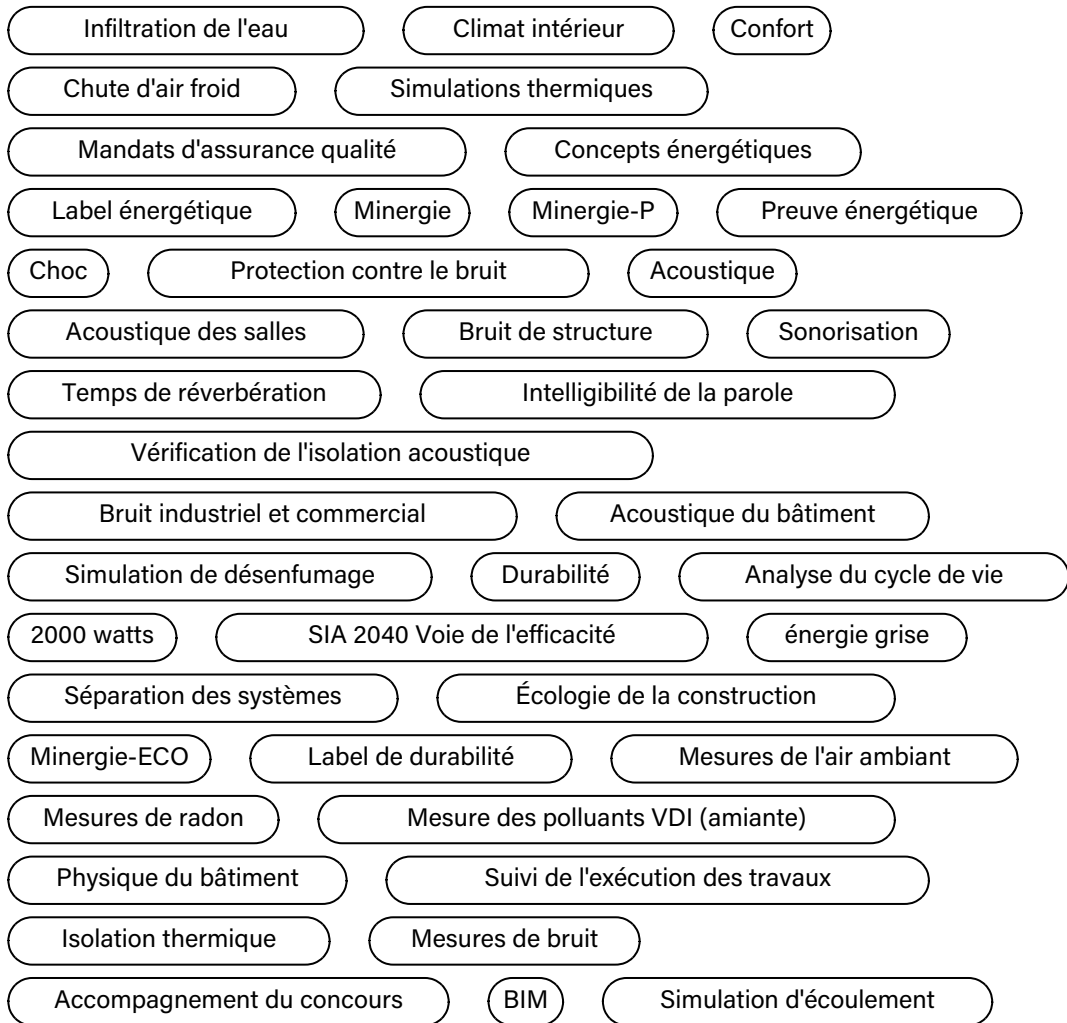 Infiltration de l'eau Climat intérieur Confort
Chute d'air froid Simulations thermiques
Mandats d'assurance qualité Concepts énergétiques
Label énergétique Minergie Minergie-P Preuve énergétique
Choc Protection contre le bruit Acoustique
Acoustique des salles Bruit de structure Sonorisation
Temps de réverbération Intelligibilité de la parole
Vérification de l'isolation acoustique
Bruit industriel et commercial Acoustique du bâtiment
Simulation de désenfumage Durabilité Analyse du cycle de vie
2000 watts SIA 2040 Voie de l'efficacité énergie grise
Séparation des systèmes Écologie de la construction
Minergie-ECO Label de durabilité Mesures de l'air ambiant
Mesures de radon Mesure des polluants VDI (amiante)
Physique du bâtiment Suivi de l'exécution des travaux
Isolation thermique Mesures de bruit
Accompagnement du concours BIM Simulation d'écoulement